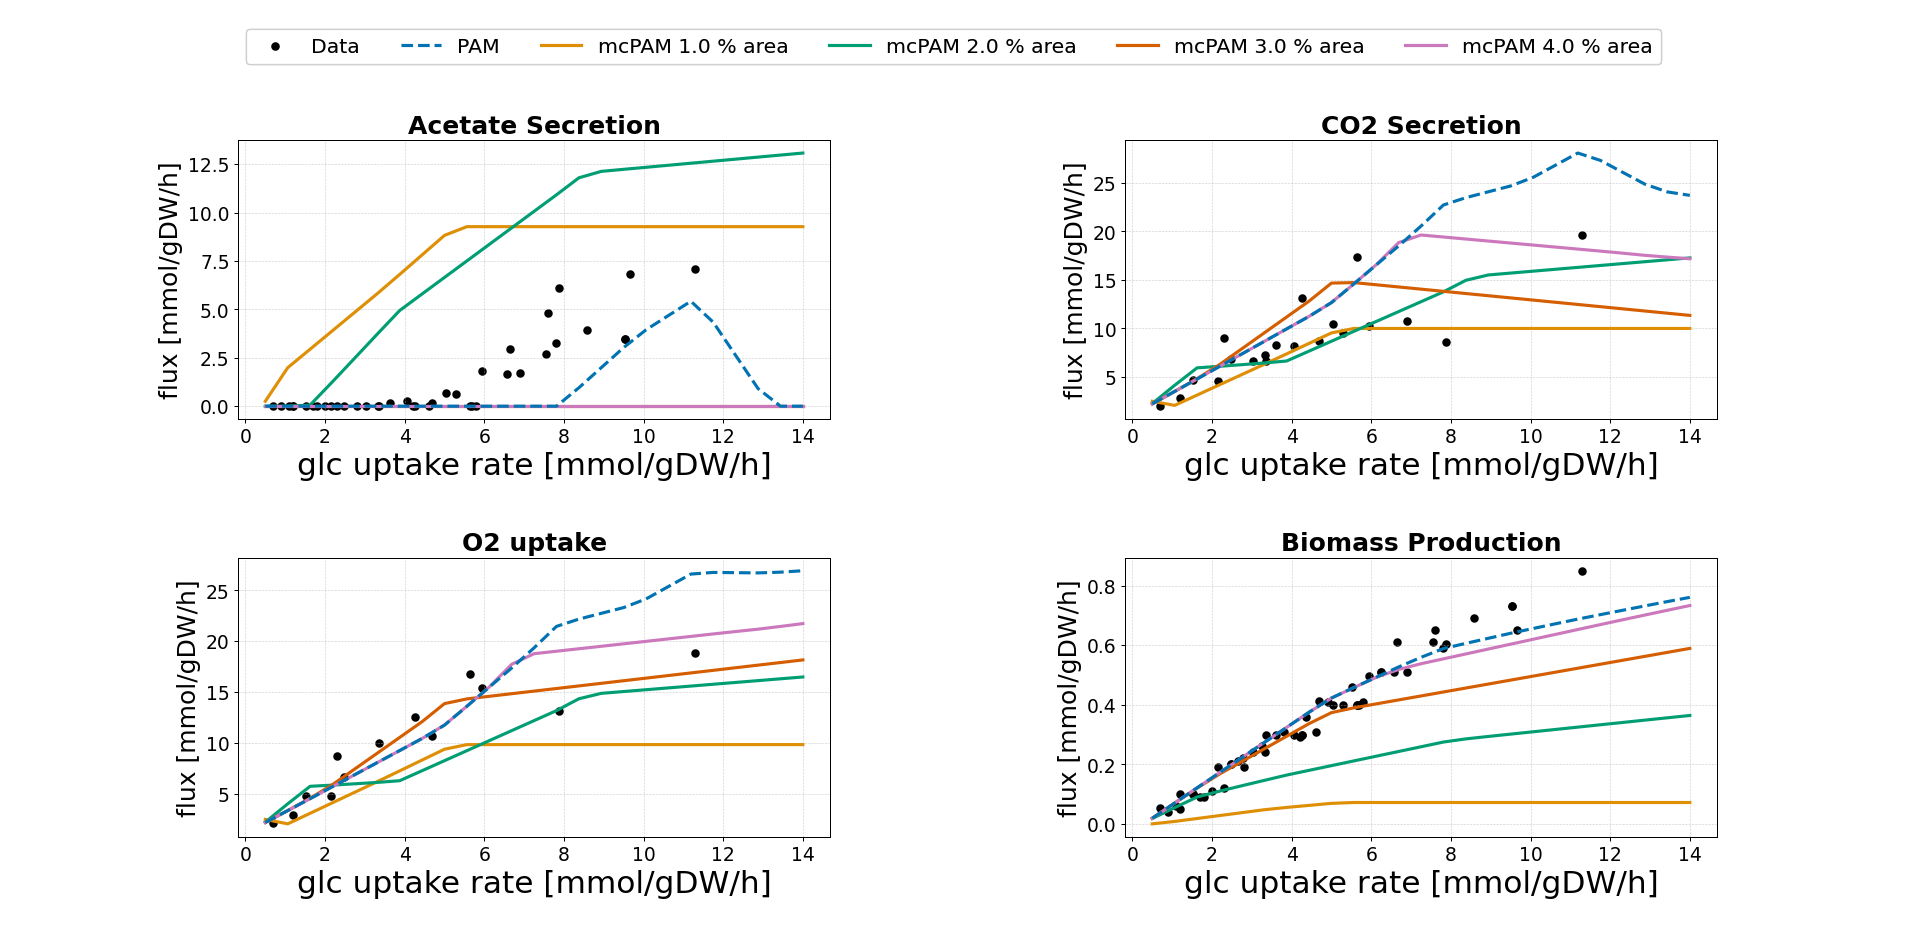 Data PAM mcPAM 1.0 % area mcPAM 2.0 % area mcPAM 3.0 % area mcPAM 4.0 % area
Acetate Secretion
flux [mmol/gDW/h]
12.5
10.0
7.5
5.0
2.5
0.0
0 2 4 6 8 10 12 14
glc uptake rate [mmol/gDW/h]
CO2 Secretion
flux [mmol/gDW/h]
25
20
15
10
5
0 2 4 6 8 10 12 14
glc uptake rate [mmol/gDW/h]
O2 uptake
flux [mmol/gDW/h]
25
20
15
10
5
0 2 4 6 8 10 12 14
glc uptake rate [mmol/gDW/h]
Biomass Production
flux [mmol/gDW/h]
0.8
0.6
0.4
0.2
0.0
0 2 4 6 8 10 12 14
glc uptake rate [mmol/gDW/h]